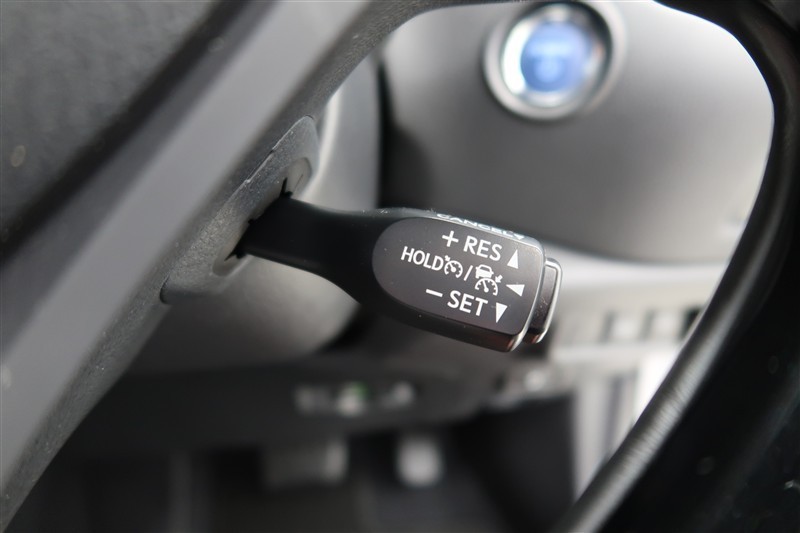 CANCEL
+ RES ▲
HOLD / ◀
− SET ▼